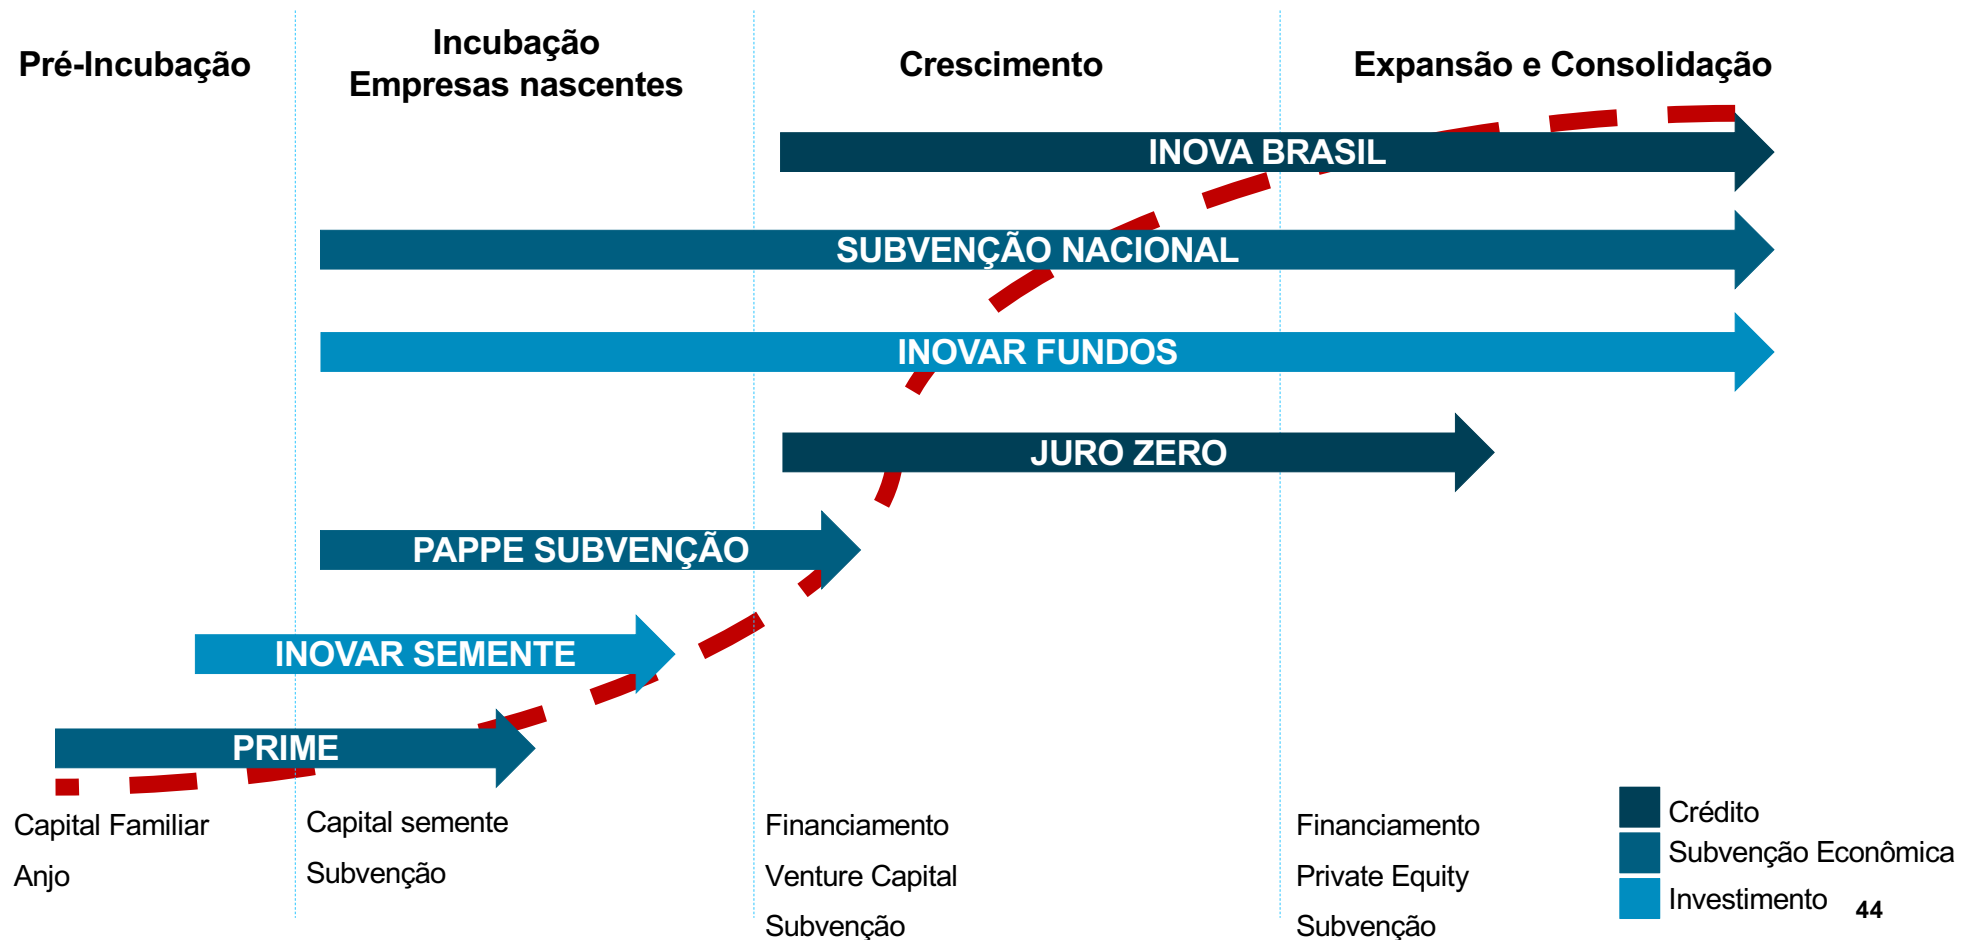 Pré-Incubação
Incubação
Empresas nascentes
Crescimento
Expansão e Consolidação
INOVA BRASIL
SUBVENÇÃO NACIONAL
INOVAR FUNDOS
JURO ZERO
PAPPE SUBVENÇÃO
INOVAR SEMENTE
PRIME
Capital Familiar
Anjo
Capital semente
Subvenção
Financiamento
Venture Capital
Subvenção
Financiamento
Private Equity
Subvenção
Crédito
Subvenção Econômica
Investimento
44